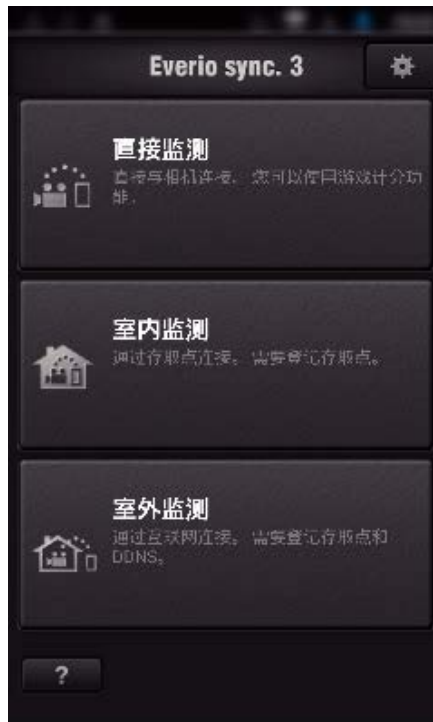 Everio sync. 3
直接监测
直接与相机连接。您可以使用游戏计分功
能。
室内监测
通过存取点连接。需要登记存取点。
室外监测
通过互联网连接。需要登记存取点和
DDNS。
?